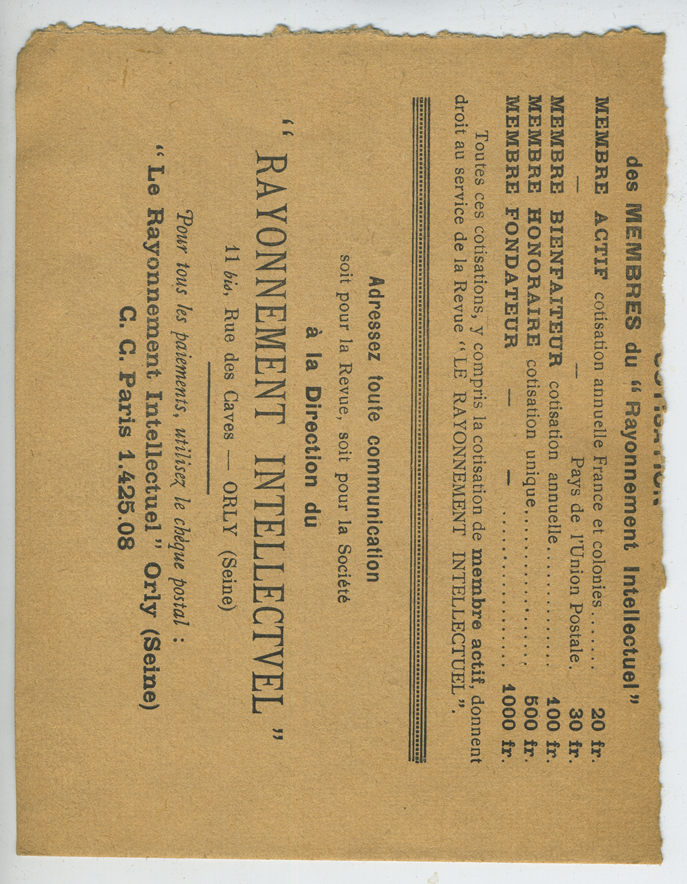 COTISATION
des MEMBRES du “ Rayonnement Intellectuel”
MEMBRE ACTIF cotisation annuelle France et colonies....... 20 fr.
— — Pays de l'Union Postale. 30 fr.
MEMBRE BIENFAITEUR cotisation annuelle............. 100 fr.
MEMBRE HONORAIRE cotisation unique................ 500 fr.
MEMBRE FONDATEUR — — ................ 1000 fr.
Toutes ces cotisations, y compris la cotisation de membre actif, donnent
droit au service de la Revue “LE RAYONNEMENT INTELLECTUEL”.
Adressez toute communication
soit pour la Revue, soit pour la Société
à la Direction du
“ RAYONNEMENT INTELLECTVEL ”
11 bis, Rue des Caves — ORLY (Seine)
Pour tous les paiements, utilisez le chèque postal :
“ Le Rayonnement Intellectuel ” Orly (Seine)
C. C. Paris 1.425.08